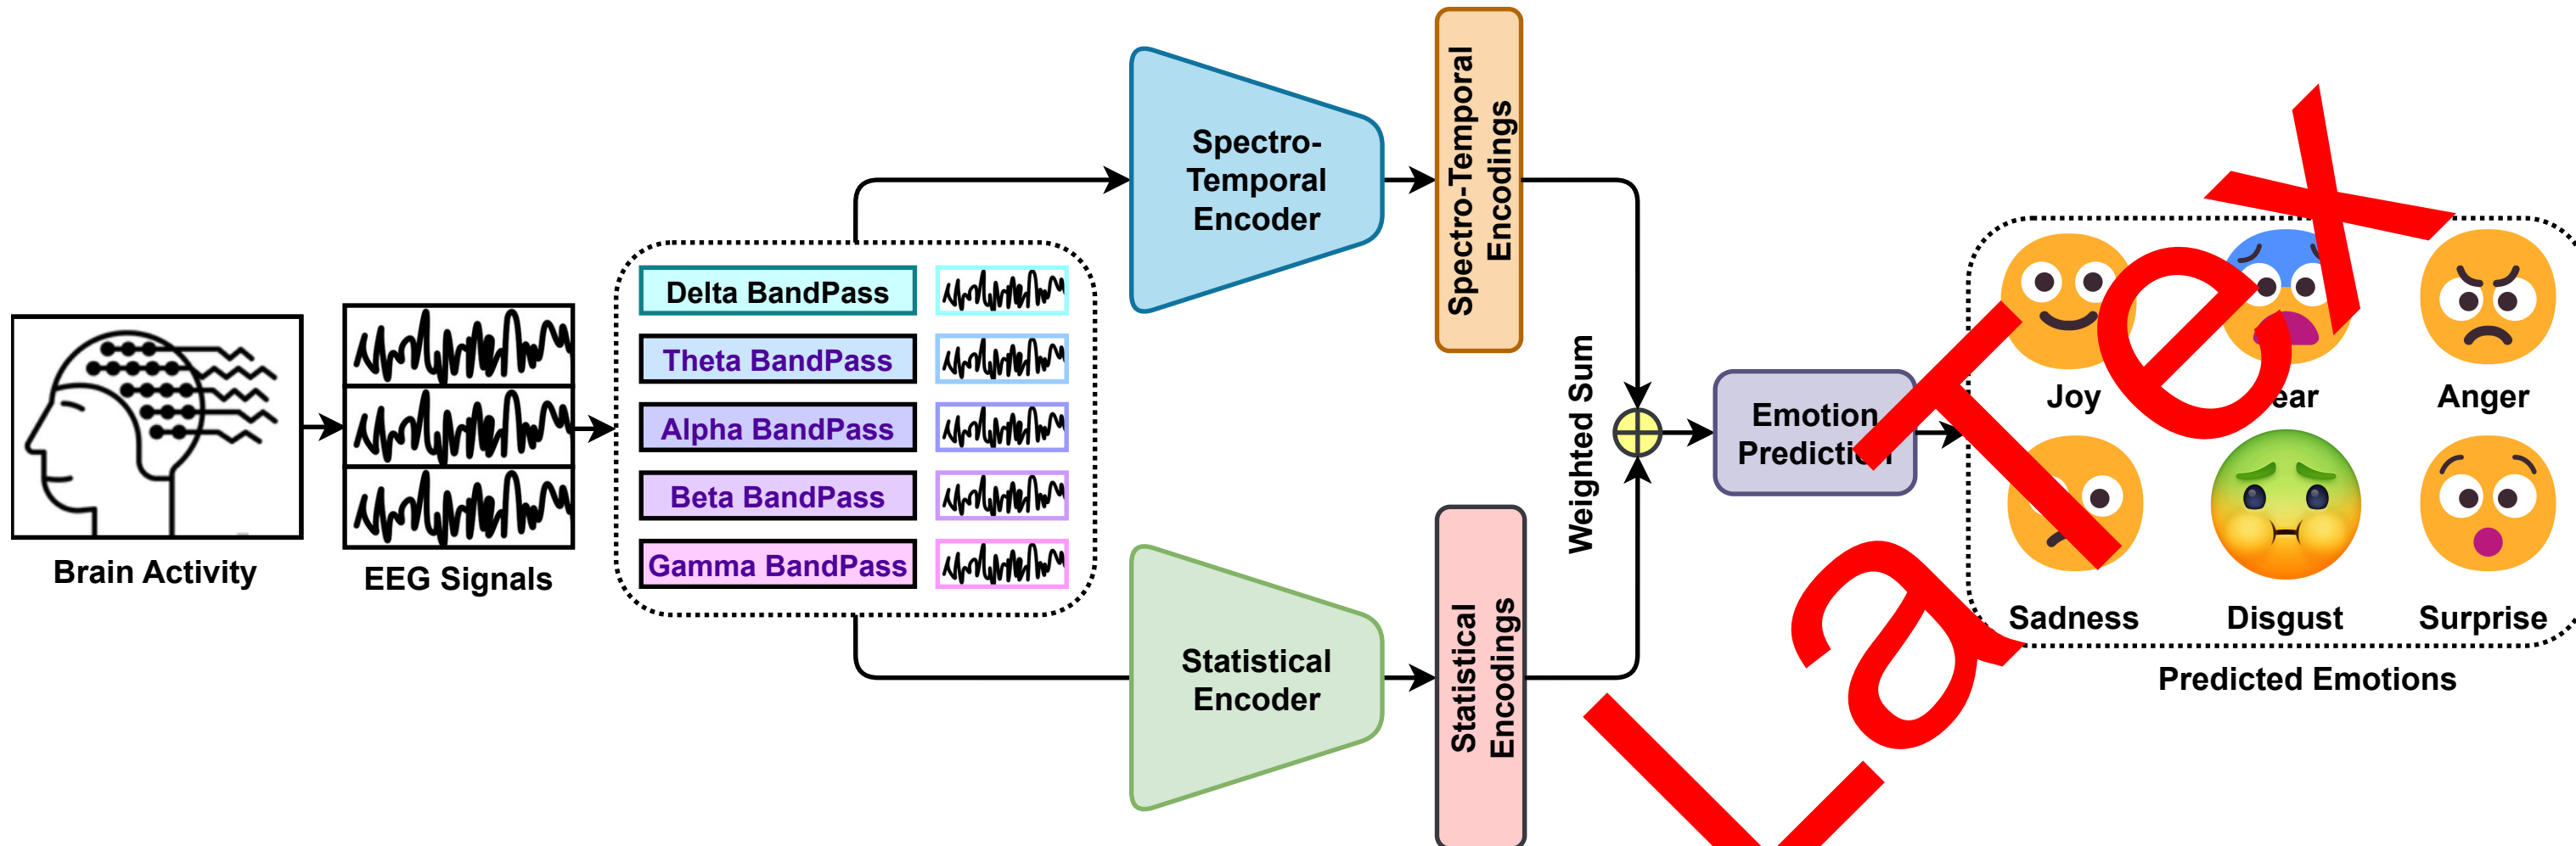 Brain Activity
EEG Signals
Delta BandPass
Theta BandPass
Alpha BandPass
Beta BandPass
Gamma BandPass
Spectro-
Temporal
Encoder
Statistical
Encoder
Spectro-Temporal
Encodings
Statistical
Encodings
Weighted Sum
Emotion
Prediction
Joy
Anger
Sadness
Disgust
Surprise
Predicted Emotions
LaTeX